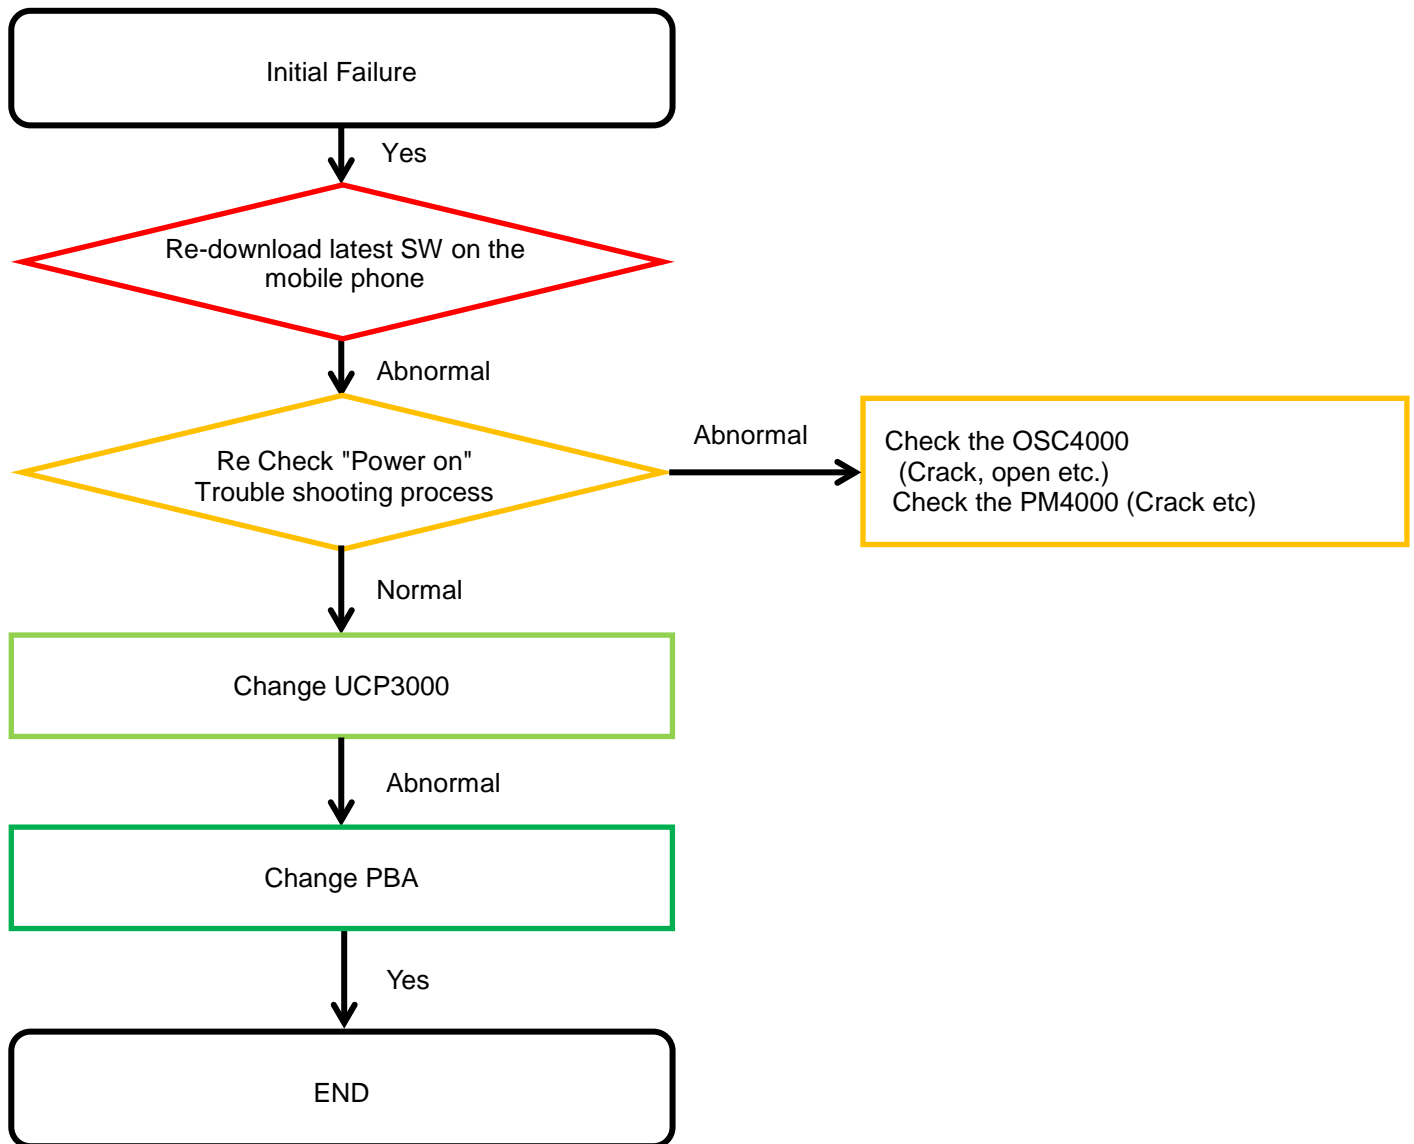 Initial Failure
Yes
Re-download latest SW on the
mobile phone
Abnormal
Re Check "Power on"
Trouble shooting process
Abnormal
Check the OSC4000
(Crack, open etc.)
Check the PM4000 (Crack etc)
Normal
Change UCP3000
Abnormal
Change PBA
Yes
END